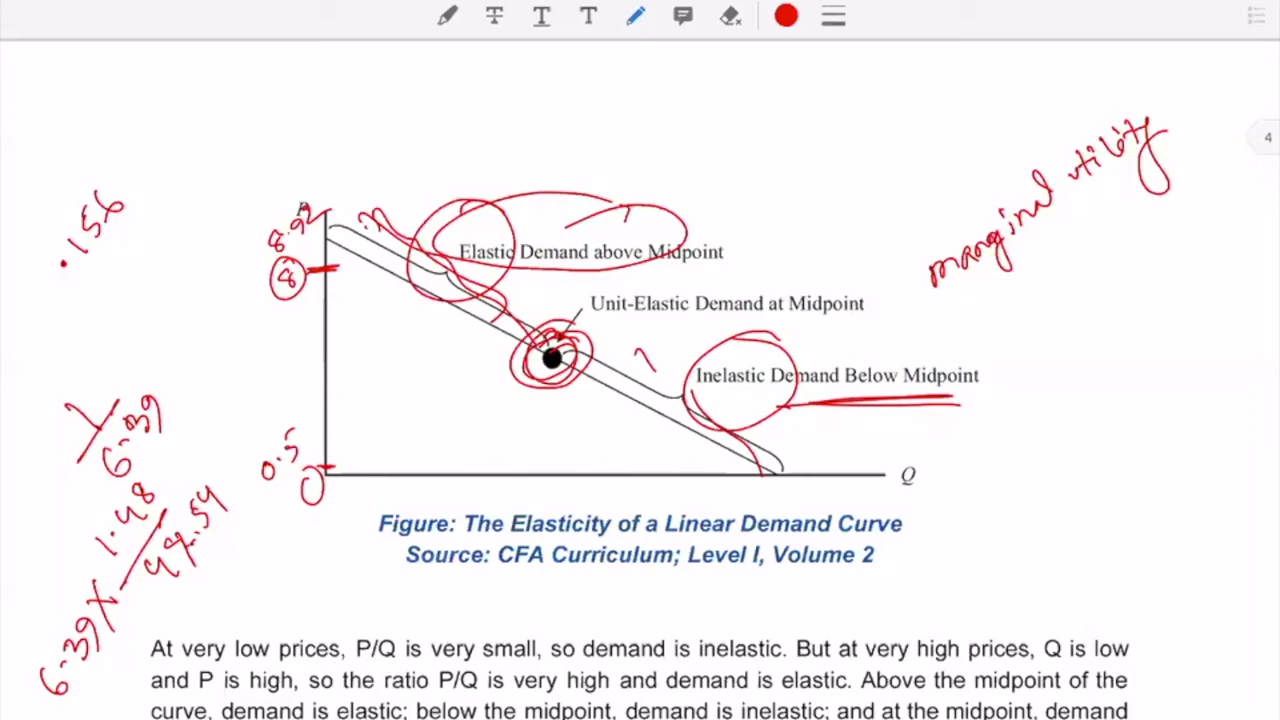 4
marginal utility
.156
8.92
8
Elastic Demand above Midpoint
Unit-Elastic Demand at Midpoint
Inelastic Demand Below Midpoint
6.39
0.5
0
Q
1.48
6.39 X
Figure: The Elasticity of a Linear Demand Curve
Source: CFA Curriculum; Level I, Volume 2
At very low prices, P/Q is very small, so demand is inelastic. But at very high prices, Q is low
and P is high, so the ratio P/Q is very high and demand is elastic. Above the midpoint of the
curve, demand is elastic; below the midpoint, demand is inelastic; and at the midpoint, demand